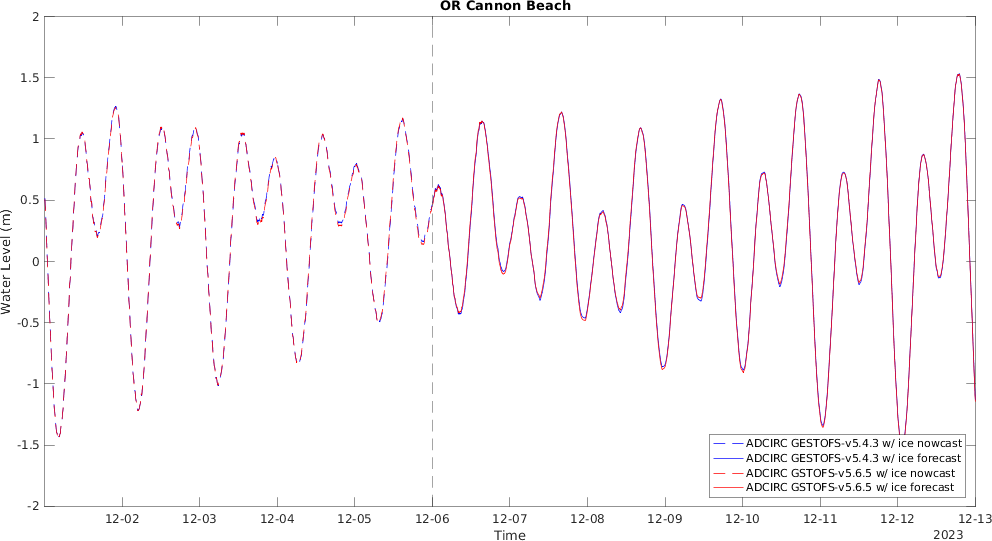 OR Cannon Beach
2
1.5
1
0.5
0
-0.5
-1
-1.5
-2
Water Level (m)
ADCIRC GESTOFS-v5.4.3 w/ ice nowcast
ADCIRC GESTOFS-v5.4.3 w/ ice forecast
ADCIRC GSTOFS-v5.6.5 w/ ice nowcast
ADCIRC GSTOFS-v5.6.5 w/ ice forecast
12-02 12-03 12-04 12-05 12-06 12-07 12-08 12-09 12-10 12-11 12-12 12-13
Time
2023